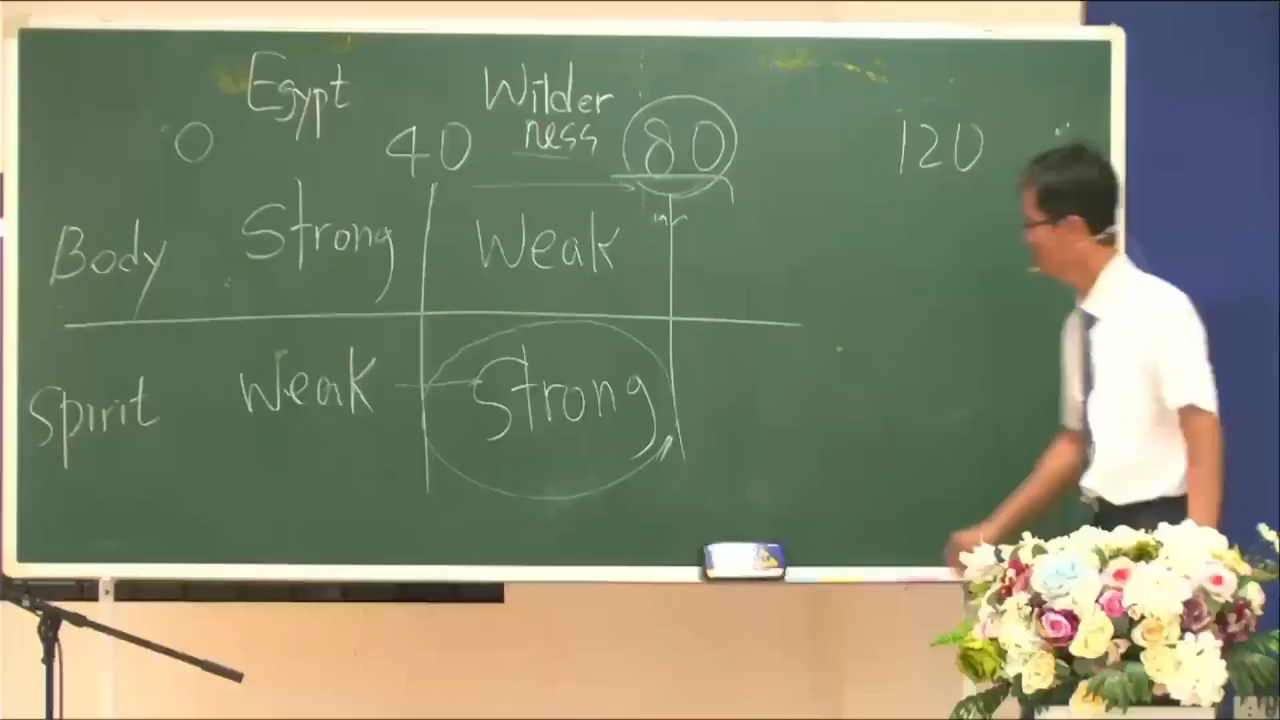 Egypt Wilder
ness
0 40 80 120
Body Strong Weak
Spirit Weak Strong